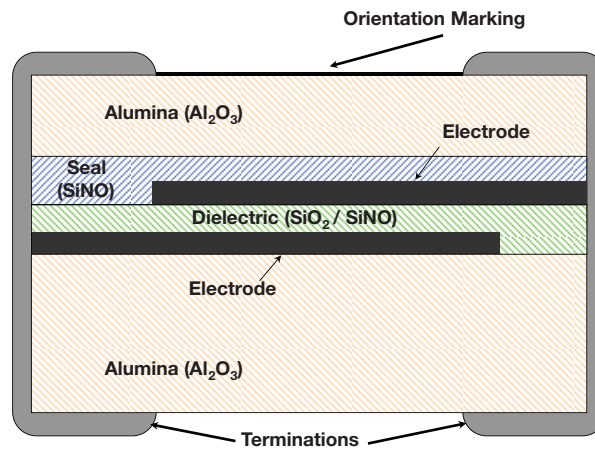 Orientation Marking
Alumina (Al₂O₃)
Electrode
Seal
(SiNO)
Dielectric (SiO₂ / SiNO)
Electrode
Alumina (Al₂O₃)
Terminations